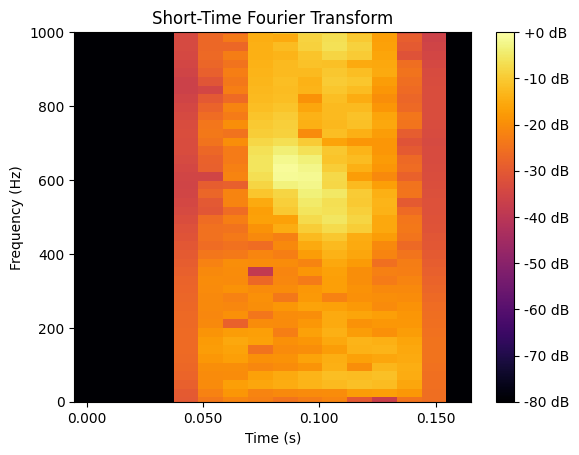 Short-Time Fourier Transform
1000
800
600
400
200
0
Frequency (Hz)
0.000
0.050
0.100
0.150
Time (s)
+0 dB
-10 dB
-20 dB
-30 dB
-40 dB
-50 dB
-60 dB
-70 dB
-80 dB